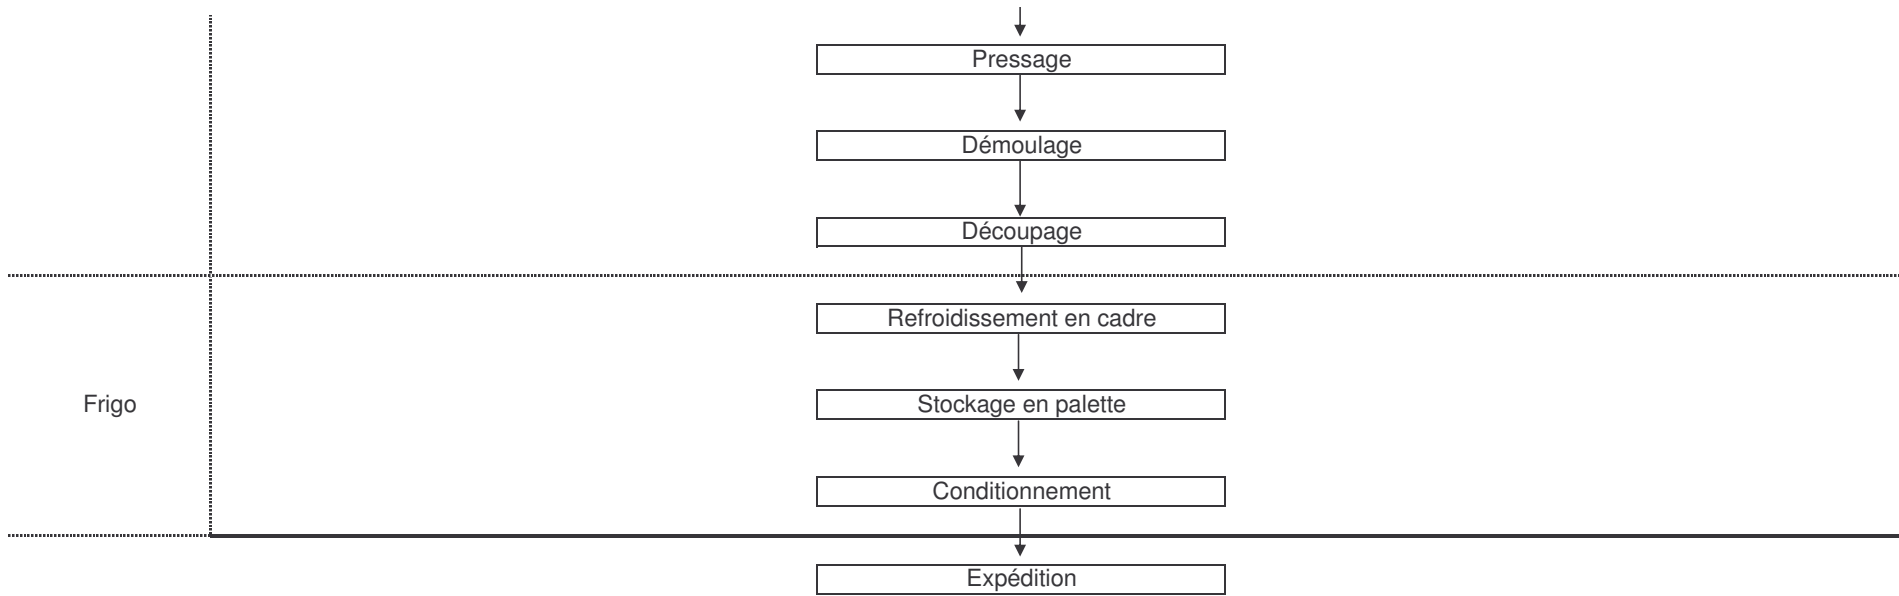 Pressage
Démoulage
Découpage
Refroidissement en cadre
Frigo
Stockage en palette
Conditionnement
Expédition